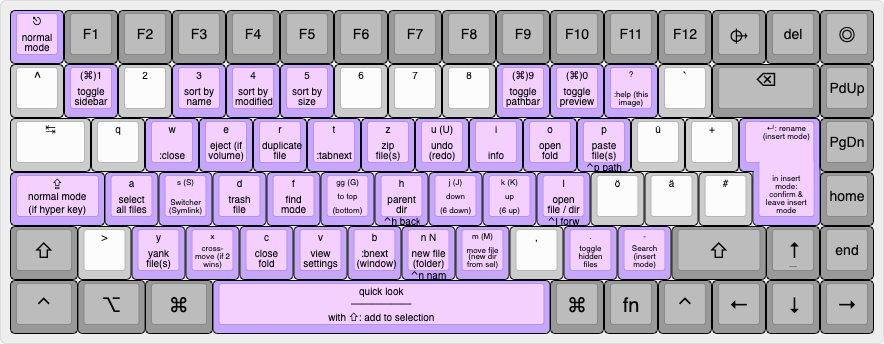 ⎋
normal
mode
F1
F2
F3
F4
F5
F6
F7
F8
F9
F10
F11
F12
del
^
(⌘)1
toggle
sidebar
2
3
sort by
name
4
sort by
modified
5
sort by
size
6
7
8
(⌘)9
toggle
pathbar
(⌘)0
toggle
preview
?
:help (this
image)
`
⌫
PdUp
↹
q
w
:close
e
eject (if
volume)
r
duplicate
file
t
:tabnext
z
zip
file(s)
u (U)
undo
(redo)
i
info
o
open
fold
p
paste
file(s)
^p path
ü
+
↵: rename
(insert mode)
in insert
mode:
confirm &
leave insert
mode
PgDn
⇪
normal mode
(if hyper key)
a
select
all files
s (S)
Switcher
(Symlink)
d
trash
file
f
find
mode
gg (G)
to top
(bottom)
h
parent
dir
^h back
j (J)
down
(6 down)
k (K)
up
(6 up)
l
open
file / dir
^l forw
ö
ä
#
home
⇧
>
y
yank
file(s)
x
cross-
move (if 2
wins)
c
close
fold
v
view
settings
b
:bnext
(window)
n N
new file
(folder)
^n nam
m (M)
move file
(new dir
from sel)
,
.
toggle
hidden
files
-
Search
(insert
mode)
⇧
↑
end
^
⌥
⌘
quick look
with ⇧: add to selection
⌘
fn
^
←
↓
→